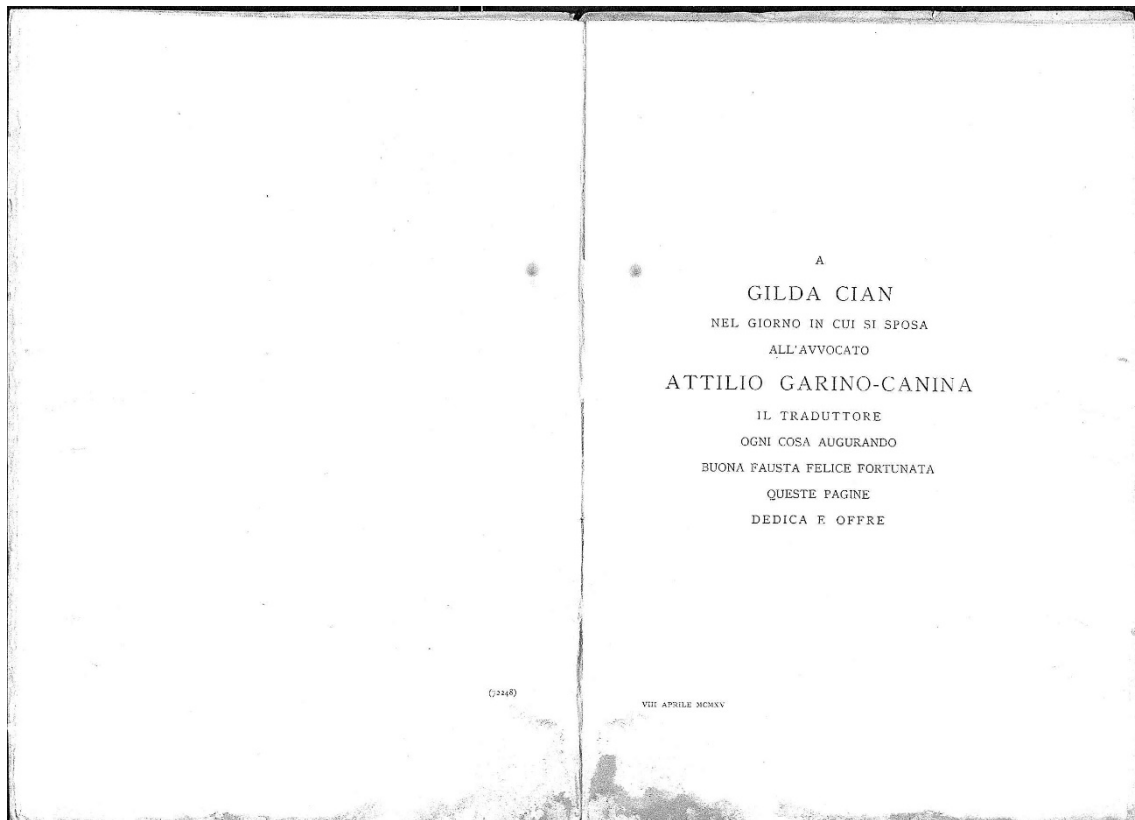 A
GILDA CIAN
NEL GIORNO IN CUI SI SPOSA
ALL'AVVOCATO
ATTILIO GARINO-CANINA
IL TRADUTTORE
OGNI COSA AUGURANDO
BUONA FAUSTA FELICE FORTUNATA
QUESTE PAGINE
DEDICA E OFFRE
VIII APRILE MCMXV